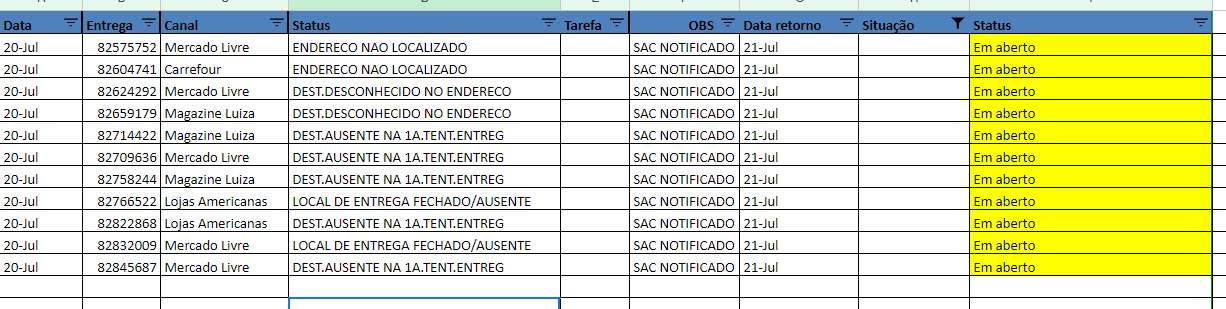 Data Entrega Canal Status Tarefa OBS Data retorno Situação Status
20-Jul 82575752 Mercado Livre ENDERECO NAO LOCALIZADO SAC NOTIFICADO 21-Jul Em aberto
20-Jul 82604741 Carrefour ENDERECO NAO LOCALIZADO SAC NOTIFICADO 21-Jul Em aberto
20-Jul 82624292 Mercado Livre DEST.DESCONHECIDO NO ENDERECO SAC NOTIFICADO 21-Jul Em aberto
20-Jul 82659179 Magazine Luiza DEST.DESCONHECIDO NO ENDERECO SAC NOTIFICADO 21-Jul Em aberto
20-Jul 82714422 Magazine Luiza DEST.AUSENTE NA 1A.TENT.ENTREG SAC NOTIFICADO 21-Jul Em aberto
20-Jul 82709636 Mercado Livre DEST.AUSENTE NA 1A.TENT.ENTREG SAC NOTIFICADO 21-Jul Em aberto
20-Jul 82758244 Magazine Luiza DEST.AUSENTE NA 1A.TENT.ENTREG SAC NOTIFICADO 21-Jul Em aberto
20-Jul 82766522 Lojas Americanas LOCAL DE ENTREGA FECHADO/AUSENTE SAC NOTIFICADO 21-Jul Em aberto
20-Jul 82822868 Lojas Americanas DEST.AUSENTE NA 1A.TENT.ENTREG SAC NOTIFICADO 21-Jul Em aberto
20-Jul 82832009 Mercado Livre LOCAL DE ENTREGA FECHADO/AUSENTE SAC NOTIFICADO 21-Jul Em aberto
20-Jul 82845687 Mercado Livre DEST.AUSENTE NA 1A.TENT.ENTREG SAC NOTIFICADO 21-Jul Em aberto